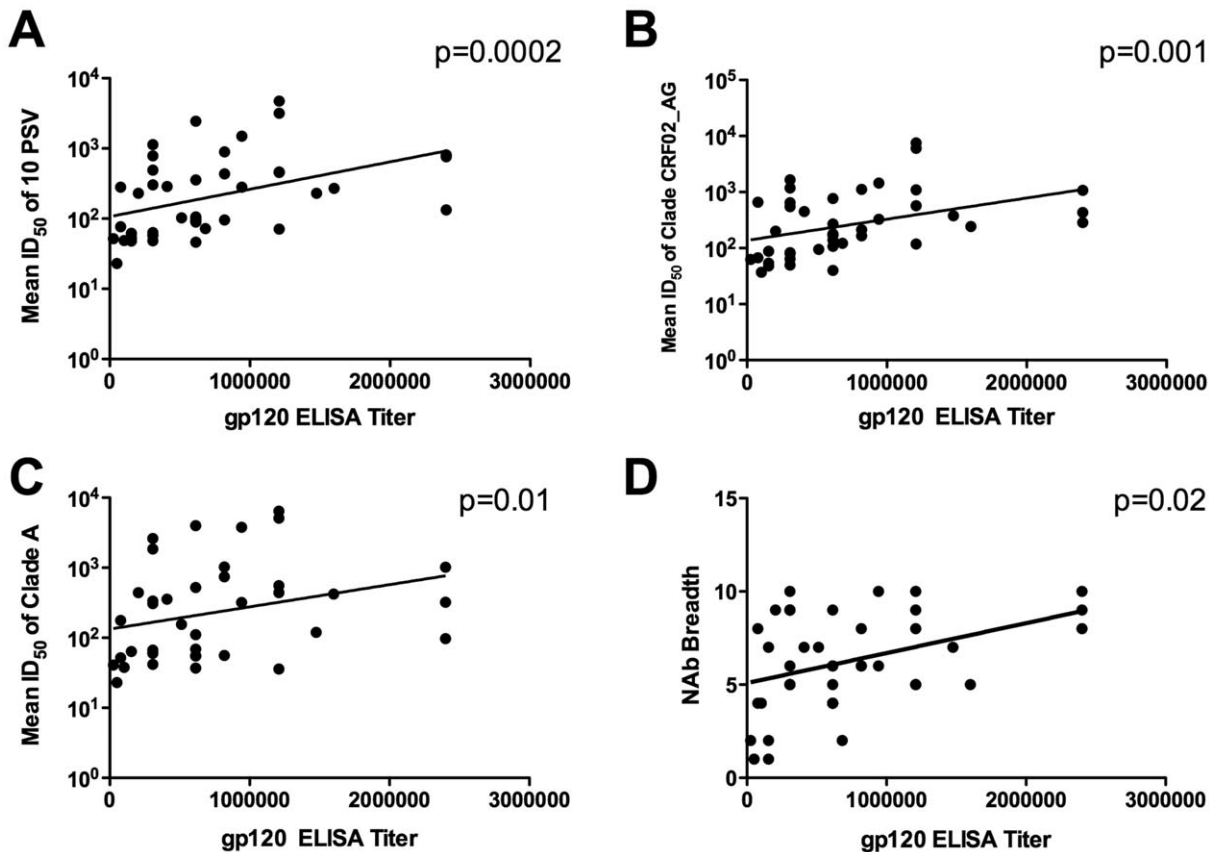 A
p=0.0002
Mean ID50 of 10 PSV
10^4
10^3
10^2
10^1
10^0
0 1000000 2000000 3000000
gp120 ELISA Titer
B
p=0.001
Mean ID50 of Clade CRF02_AG
10^5
10^4
10^3
10^2
10^1
10^0
0 1000000 2000000 3000000
gp120 ELISA Titer
C
p=0.01
Mean ID50 of Clade A
10^4
10^3
10^2
10^1
10^0
0 1000000 2000000 3000000
gp120 ELISA Titer
D
p=0.02
NAb Breadth
15
10
5
0
0 1000000 2000000 3000000
gp120 ELISA Titer